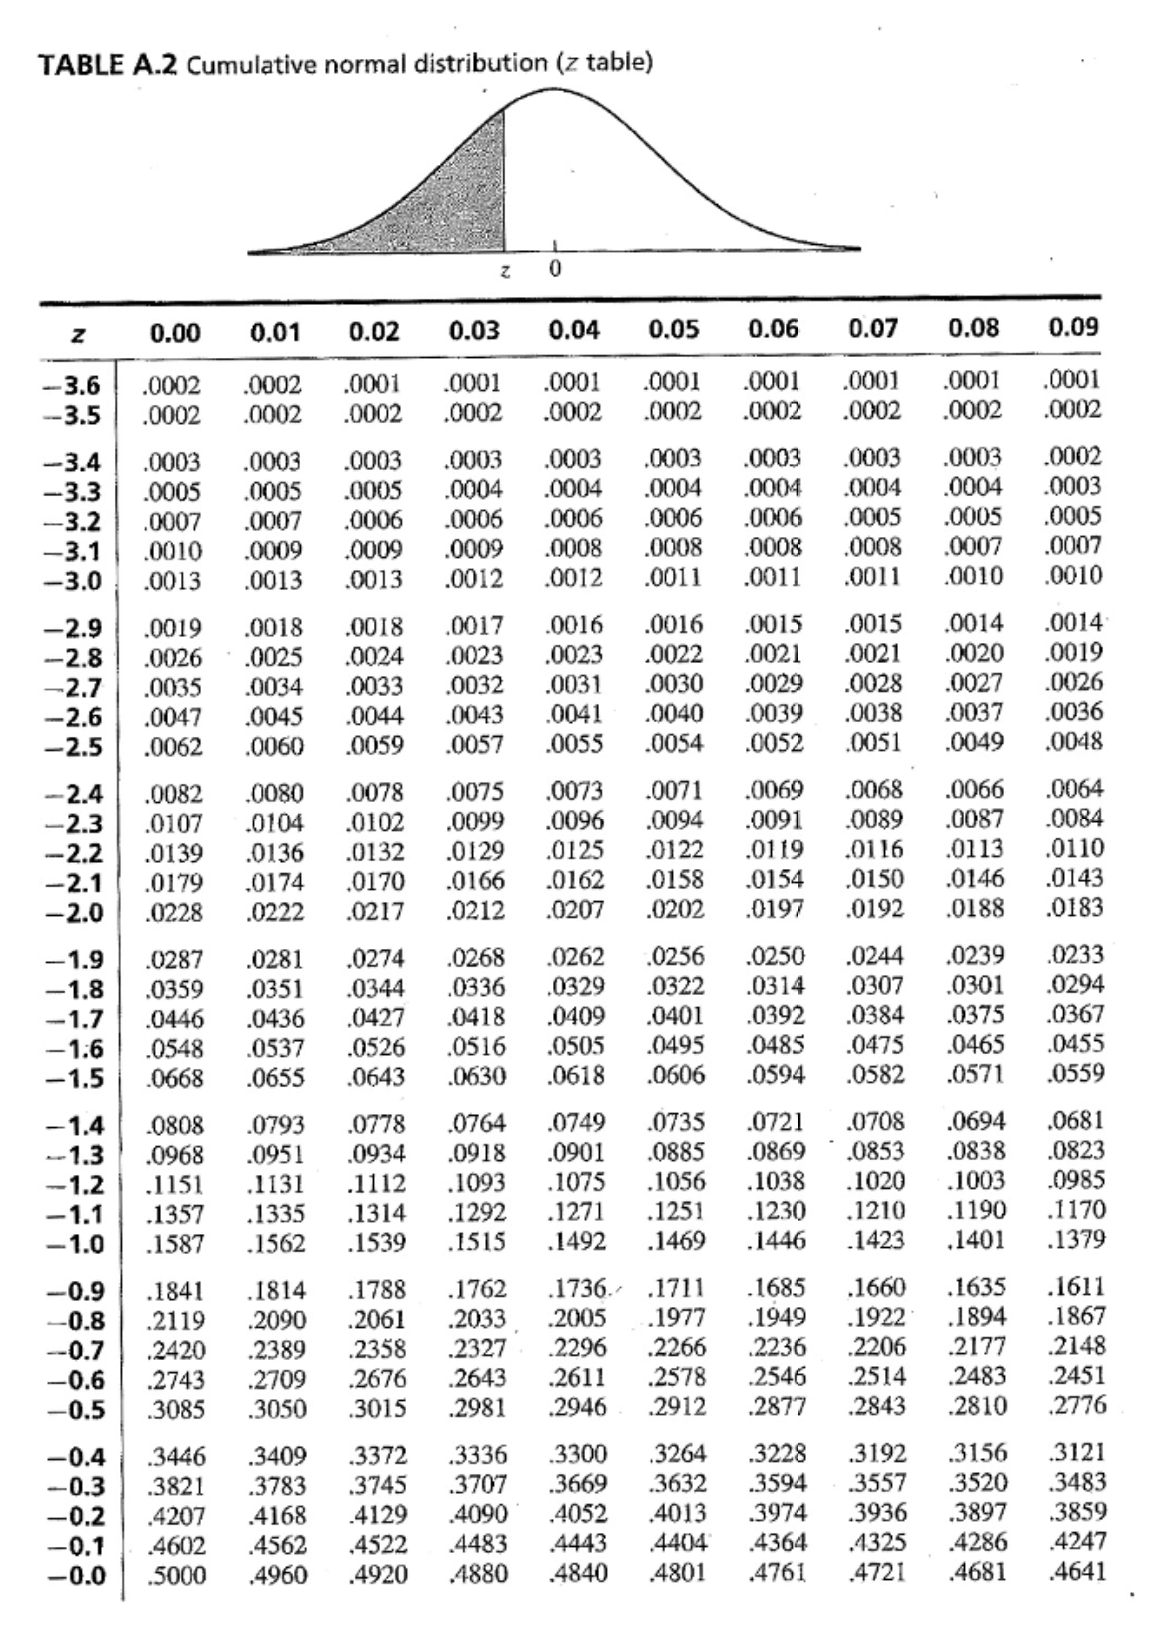 TABLE A.2 Cumulative normal distribution (z table)
z 0
z 0.00 0.01 0.02 0.03 0.04 0.05 0.06 0.07 0.08 0.09
−3.6 .0002 .0002 .0001 .0001 .0001 .0001 .0001 .0001 .0001 .0001
−3.5 .0002 .0002 .0002 .0002 .0002 .0002 .0002 .0002 .0002 .0002
−3.4 .0003 .0003 .0003 .0003 .0003 .0003 .0003 .0003 .0003 .0002
−3.3 .0005 .0005 .0005 .0004 .0004 .0004 .0004 .0004 .0004 .0003
−3.2 .0007 .0007 .0006 .0006 .0006 .0006 .0006 .0005 .0005 .0005
−3.1 .0010 .0009 .0009 .0009 .0008 .0008 .0008 .0008 .0007 .0007
−3.0 .0013 .0013 .0013 .0012 .0012 .0011 .0011 .0011 .0010 .0010
−2.9 .0019 .0018 .0018 .0017 .0016 .0016 .0015 .0015 .0014 .0014
−2.8 .0026 .0025 .0024 .0023 .0023 .0022 .0021 .0021 .0020 .0019
−2.7 .0035 .0034 .0033 .0032 .0031 .0030 .0029 .0028 .0027 .0026
−2.6 .0047 .0045 .0044 .0043 .0041 .0040 .0039 .0038 .0037 .0036
−2.5 .0062 .0060 .0059 .0057 .0055 .0054 .0052 .0051 .0049 .0048
−2.4 .0082 .0080 .0078 .0075 .0073 .0071 .0069 .0068 .0066 .0064
−2.3 .0107 .0104 .0102 .0099 .0096 .0094 .0091 .0089 .0087 .0084
−2.2 .0139 .0136 .0132 .0129 .0125 .0122 .0119 .0116 .0113 .0110
−2.1 .0179 .0174 .0170 .0166 .0162 .0158 .0154 .0150 .0146 .0143
−2.0 .0228 .0222 .0217 .0212 .0207 .0202 .0197 .0192 .0188 .0183
−1.9 .0287 .0281 .0274 .0268 .0262 .0256 .0250 .0244 .0239 .0233
−1.8 .0359 .0351 .0344 .0336 .0329 .0322 .0314 .0307 .0301 .0294
−1.7 .0446 .0436 .0427 .0418 .0409 .0401 .0392 .0384 .0375 .0367
−1.6 .0548 .0537 .0526 .0516 .0505 .0495 .0485 .0475 .0465 .0455
−1.5 .0668 .0655 .0643 .0630 .0618 .0606 .0594 .0582 .0571 .0559
−1.4 .0808 .0793 .0778 .0764 .0749 .0735 .0721 .0708 .0694 .0681
−1.3 .0968 .0951 .0934 .0918 .0901 .0885 .0869 .0853 .0838 .0823
−1.2 .1151 .1131 .1112 .1093 .1075 .1056 .1038 .1020 .1003 .0985
−1.1 .1357 .1335 .1314 .1292 .1271 .1251 .1230 .1210 .1190 .1170
−1.0 .1587 .1562 .1539 .1515 .1492 .1469 .1446 .1423 .1401 .1379
−0.9 .1841 .1814 .1788 .1762 .1736 .1711 .1685 .1660 .1635 .1611
−0.8 .2119 .2090 .2061 .2033 .2005 .1977 .1949 .1922 .1894 .1867
−0.7 .2420 .2389 .2358 .2327 .2296 .2266 .2236 .2206 .2177 .2148
−0.6 .2743 .2709 .2676 .2643 .2611 .2578 .2546 .2514 .2483 .2451
−0.5 .3085 .3050 .3015 .2981 .2946 .2912 .2877 .2843 .2810 .2776
−0.4 .3446 .3409 .3372 .3336 .3300 .3264 .3228 .3192 .3156 .3121
−0.3 .3821 .3783 .3745 .3707 .3669 .3632 .3594 .3557 .3520 .3483
−0.2 .4207 .4168 .4129 .4090 .4052 .4013 .3974 .3936 .3897 .3859
−0.1 .4602 .4562 .4522 .4483 .4443 .4404 .4364 .4325 .4286 .4247
−0.0 .5000 .4960 .4920 .4880 .4840 .4801 .4761 .4721 .4681 .4641